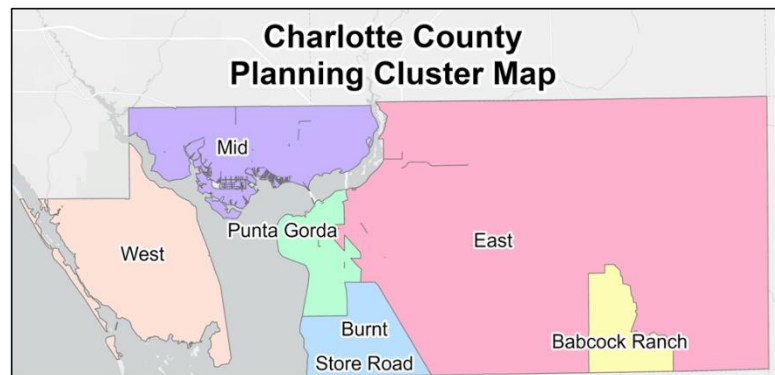 Charlotte County
Planning Cluster Map
Mid
Punta Gorda
West
East
Burnt
Store Road
Babcock Ranch